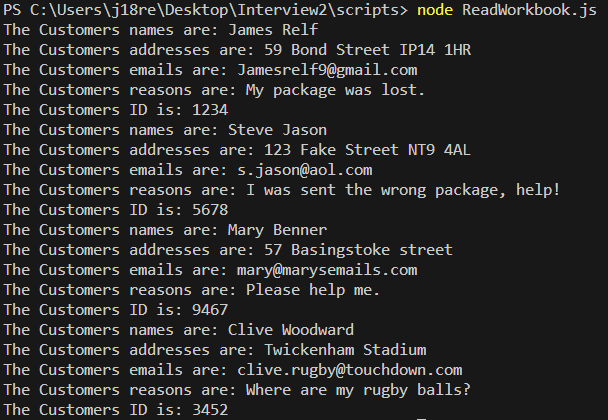 PS C:\Users\j18re\Desktop\Interview2\scripts> node ReadWorkbook.js
The Customers names are: James Relf
The Customers addresses are: 59 Bond Street IP14 1HR
The Customers emails are: Jamesrelf9@gmail.com
The Customers reasons are: My package was lost.
The Customers ID is: 1234
The Customers names are: Steve Jason
The Customers addresses are: 123 Fake Street NT9 4AL
The Customers emails are: s.jason@aol.com
The Customers reasons are: I was sent the wrong package, help!
The Customers ID is: 5678
The Customers names are: Mary Benner
The Customers addresses are: 57 Basingstoke street
The Customers emails are: mary@marysemails.com
The Customers reasons are: Please help me.
The Customers ID is: 9467
The Customers names are: Clive Woodward
The Customers addresses are: Twickenham Stadium
The Customers emails are: clive.rugby@touchdown.com
The Customers reasons are: Where are my rugby balls?
The Customers ID is: 3452